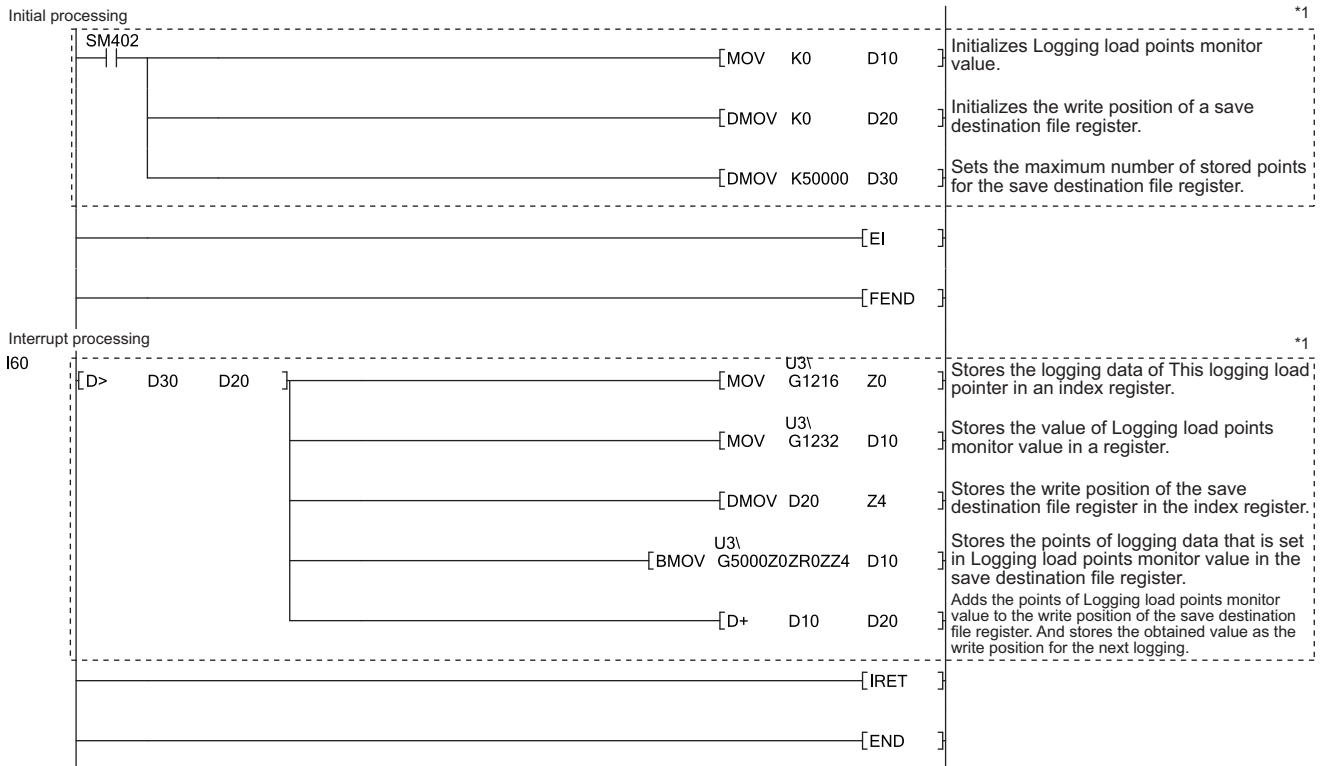 Initial processing
*1
SM402
[MOV K0 D10 ]
Initializes Logging load points monitor
value.
[DMOV K0 D20 ]
Initializes the write position of a save
destination file register.
[DMOV K50000 D30 ]
Sets the maximum number of stored points
for the save destination file register.
[EI ]
[FEND ]
Interrupt processing
*1
I60
[D> D30 D20 ]
U3\
[MOV G1216 Z0 ]
Stores the logging data of This logging load
pointer in an index register.
U3\
[MOV G1232 D10 ]
Stores the value of Logging load points
monitor value in a register.
[DMOV D20 Z4 ]
Stores the write position of the save
destination file register in the index register.
U3\
[BMOV G5000Z0ZR0ZZ4 D10 ]
Stores the points of logging data that is set
in Logging load points monitor value in the
save destination file register.
[D+ D10 D20 ]
Adds the points of Logging load points monitor
value to the write position of the save destination
file register. And stores the obtained value as the
write position for the next logging.
[IRET ]
[END ]